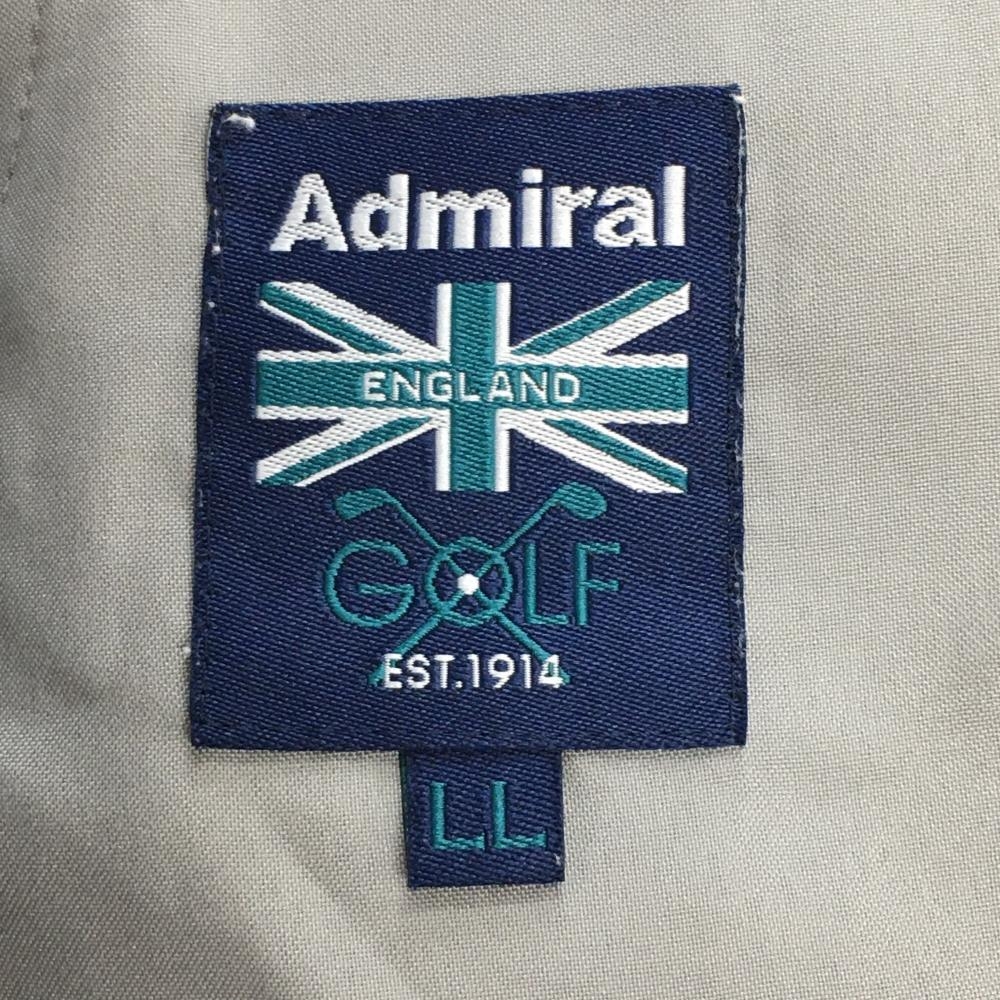 Admiral
ENGLAND
GOLF
EST.1914
LL